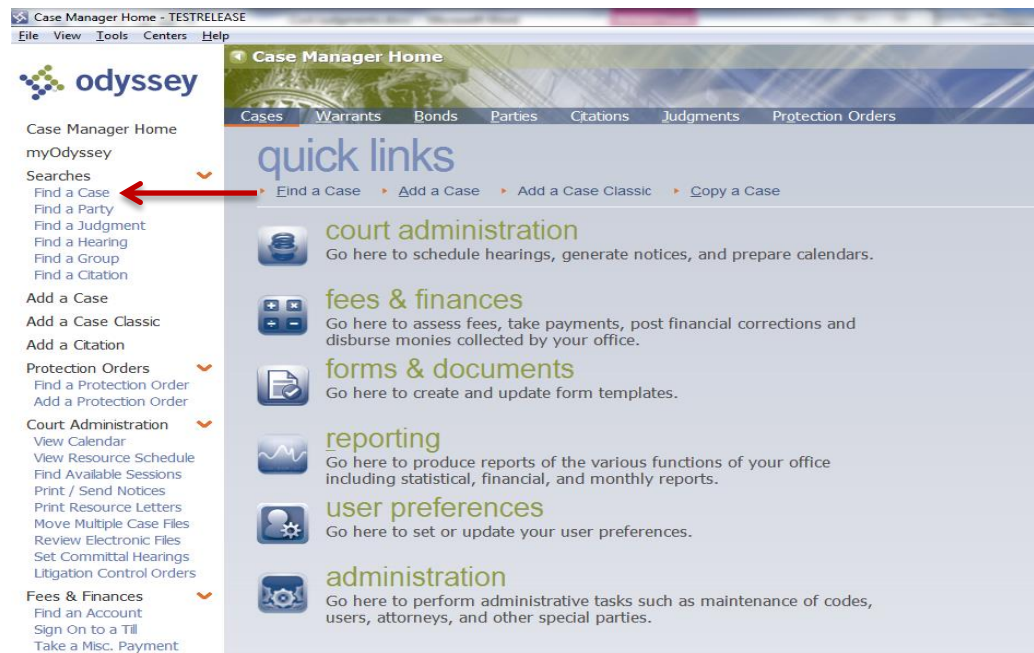 Case Manager Home - TESTRELEASE
File View Tools Centers Help
odyssey
Case Manager Home
myOdyssey
Searches
Find a Case
Find a Party
Find a Judgment
Find a Hearing
Find a Group
Find a Citation
Add a Case
Add a Case Classic
Add a Citation
Protection Orders
Find a Protection Order
Add a Protection Order
Court Administration
View Calendar
View Resource Schedule
Find Available Sessions
Print / Send Notices
Print Resource Letters
Move Multiple Case Files
Review Electronic Files
Set Committal Hearings
Litigation Control Orders
Fees & Finances
Find an Account
Sign On to a Till
Take a Misc. Payment
Case Manager Home
Cases Warrants Bonds Parties Citations Judgments Protection Orders
quick links
Find a Case Add a Case Add a Case Classic Copy a Case
court administration
Go here to schedule hearings, generate notices, and prepare calendars.
fees & finances
Go here to assess fees, take payments, post financial corrections and
disburse monies collected by your office.
forms & documents
Go here to create and update form templates.
reporting
Go here to produce reports of the various functions of your office
including statistical, financial, and monthly reports.
user preferences
Go here to set or update your user preferences.
administration
Go here to perform administrative tasks such as maintenance of codes,
users, attorneys, and other special parties.